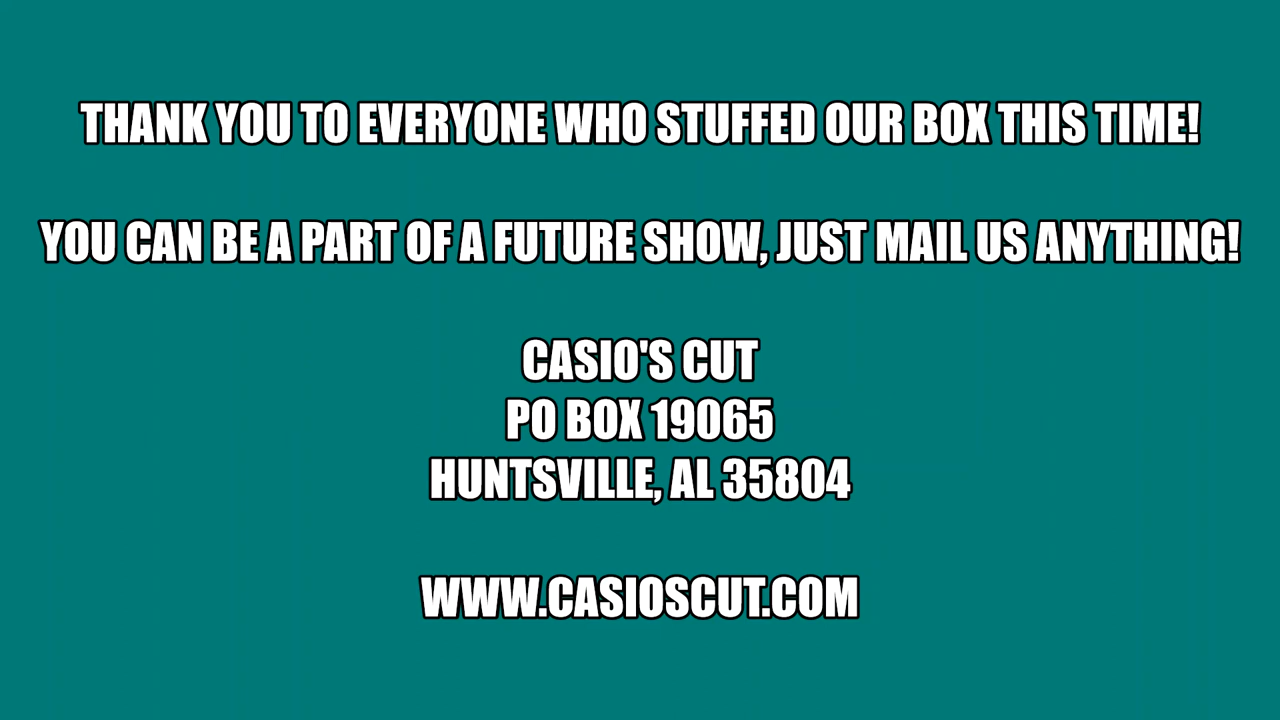 THANK YOU TO EVERYONE WHO STUFFED OUR BOX THIS TIME!
YOU CAN BE A PART OF A FUTURE SHOW, JUST MAIL US ANYTHING!
CASIO'S CUT
PO BOX 19065
HUNTSVILLE, AL 35804
WWW.CASIOSCUT.COM